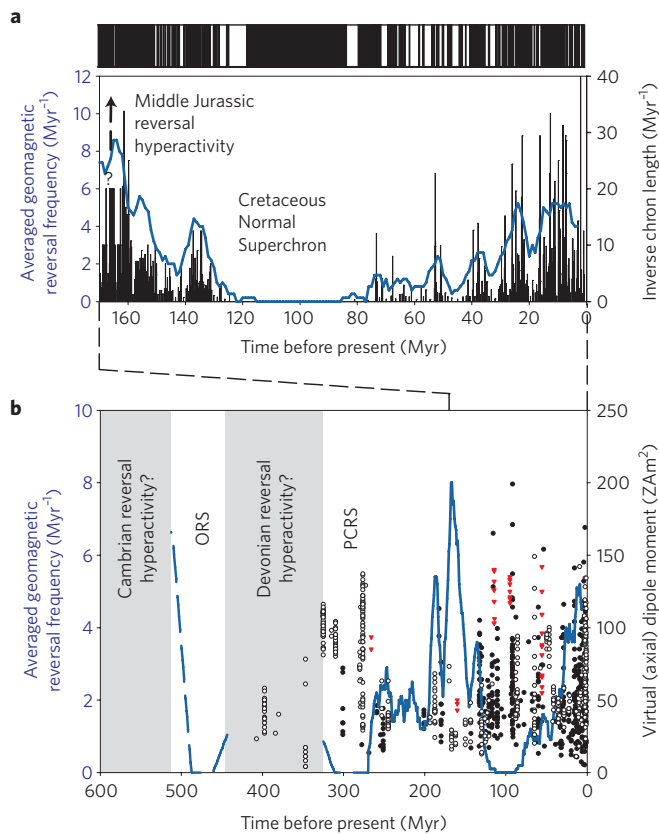 a
12
10
8
6
4
2
0
Averaged geomagnetic
reversal frequency (Myr⁻¹)
Middle Jurassic
reversal
hyperactivity
?
Cretaceous
Normal
Superchron
40
30
20
10
0
Inverse chron length (Myr⁻¹)
160 140 120 100 80 60 40 20 0
Time before present (Myr)
b
10
8
6
4
2
0
Averaged geomagnetic
reversal frequency (Myr⁻¹)
Cambrian reversal
hyperactivity?
ORS
Devonian reversal
hyperactivity?
PCRS
250
200
150
100
50
0
Virtual (axial) dipole moment (ZAm²)
600 500 400 300 200 100 0
Time before present (Myr)